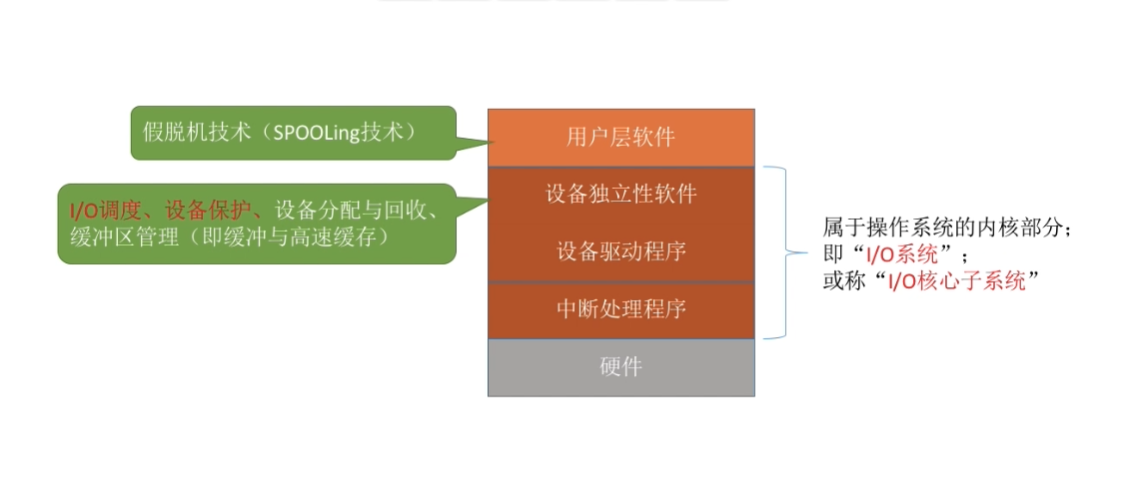 假脱机技术（SPOOLing技术）
用户层软件
I/O调度、设备保护、设备分配与回收、
缓冲区管理（即缓冲与高速缓存）
设备独立性软件
设备驱动程序
中断处理程序
硬件
属于操作系统的内核部分；
即“I/O系统”；
或称“I/O核心子系统”